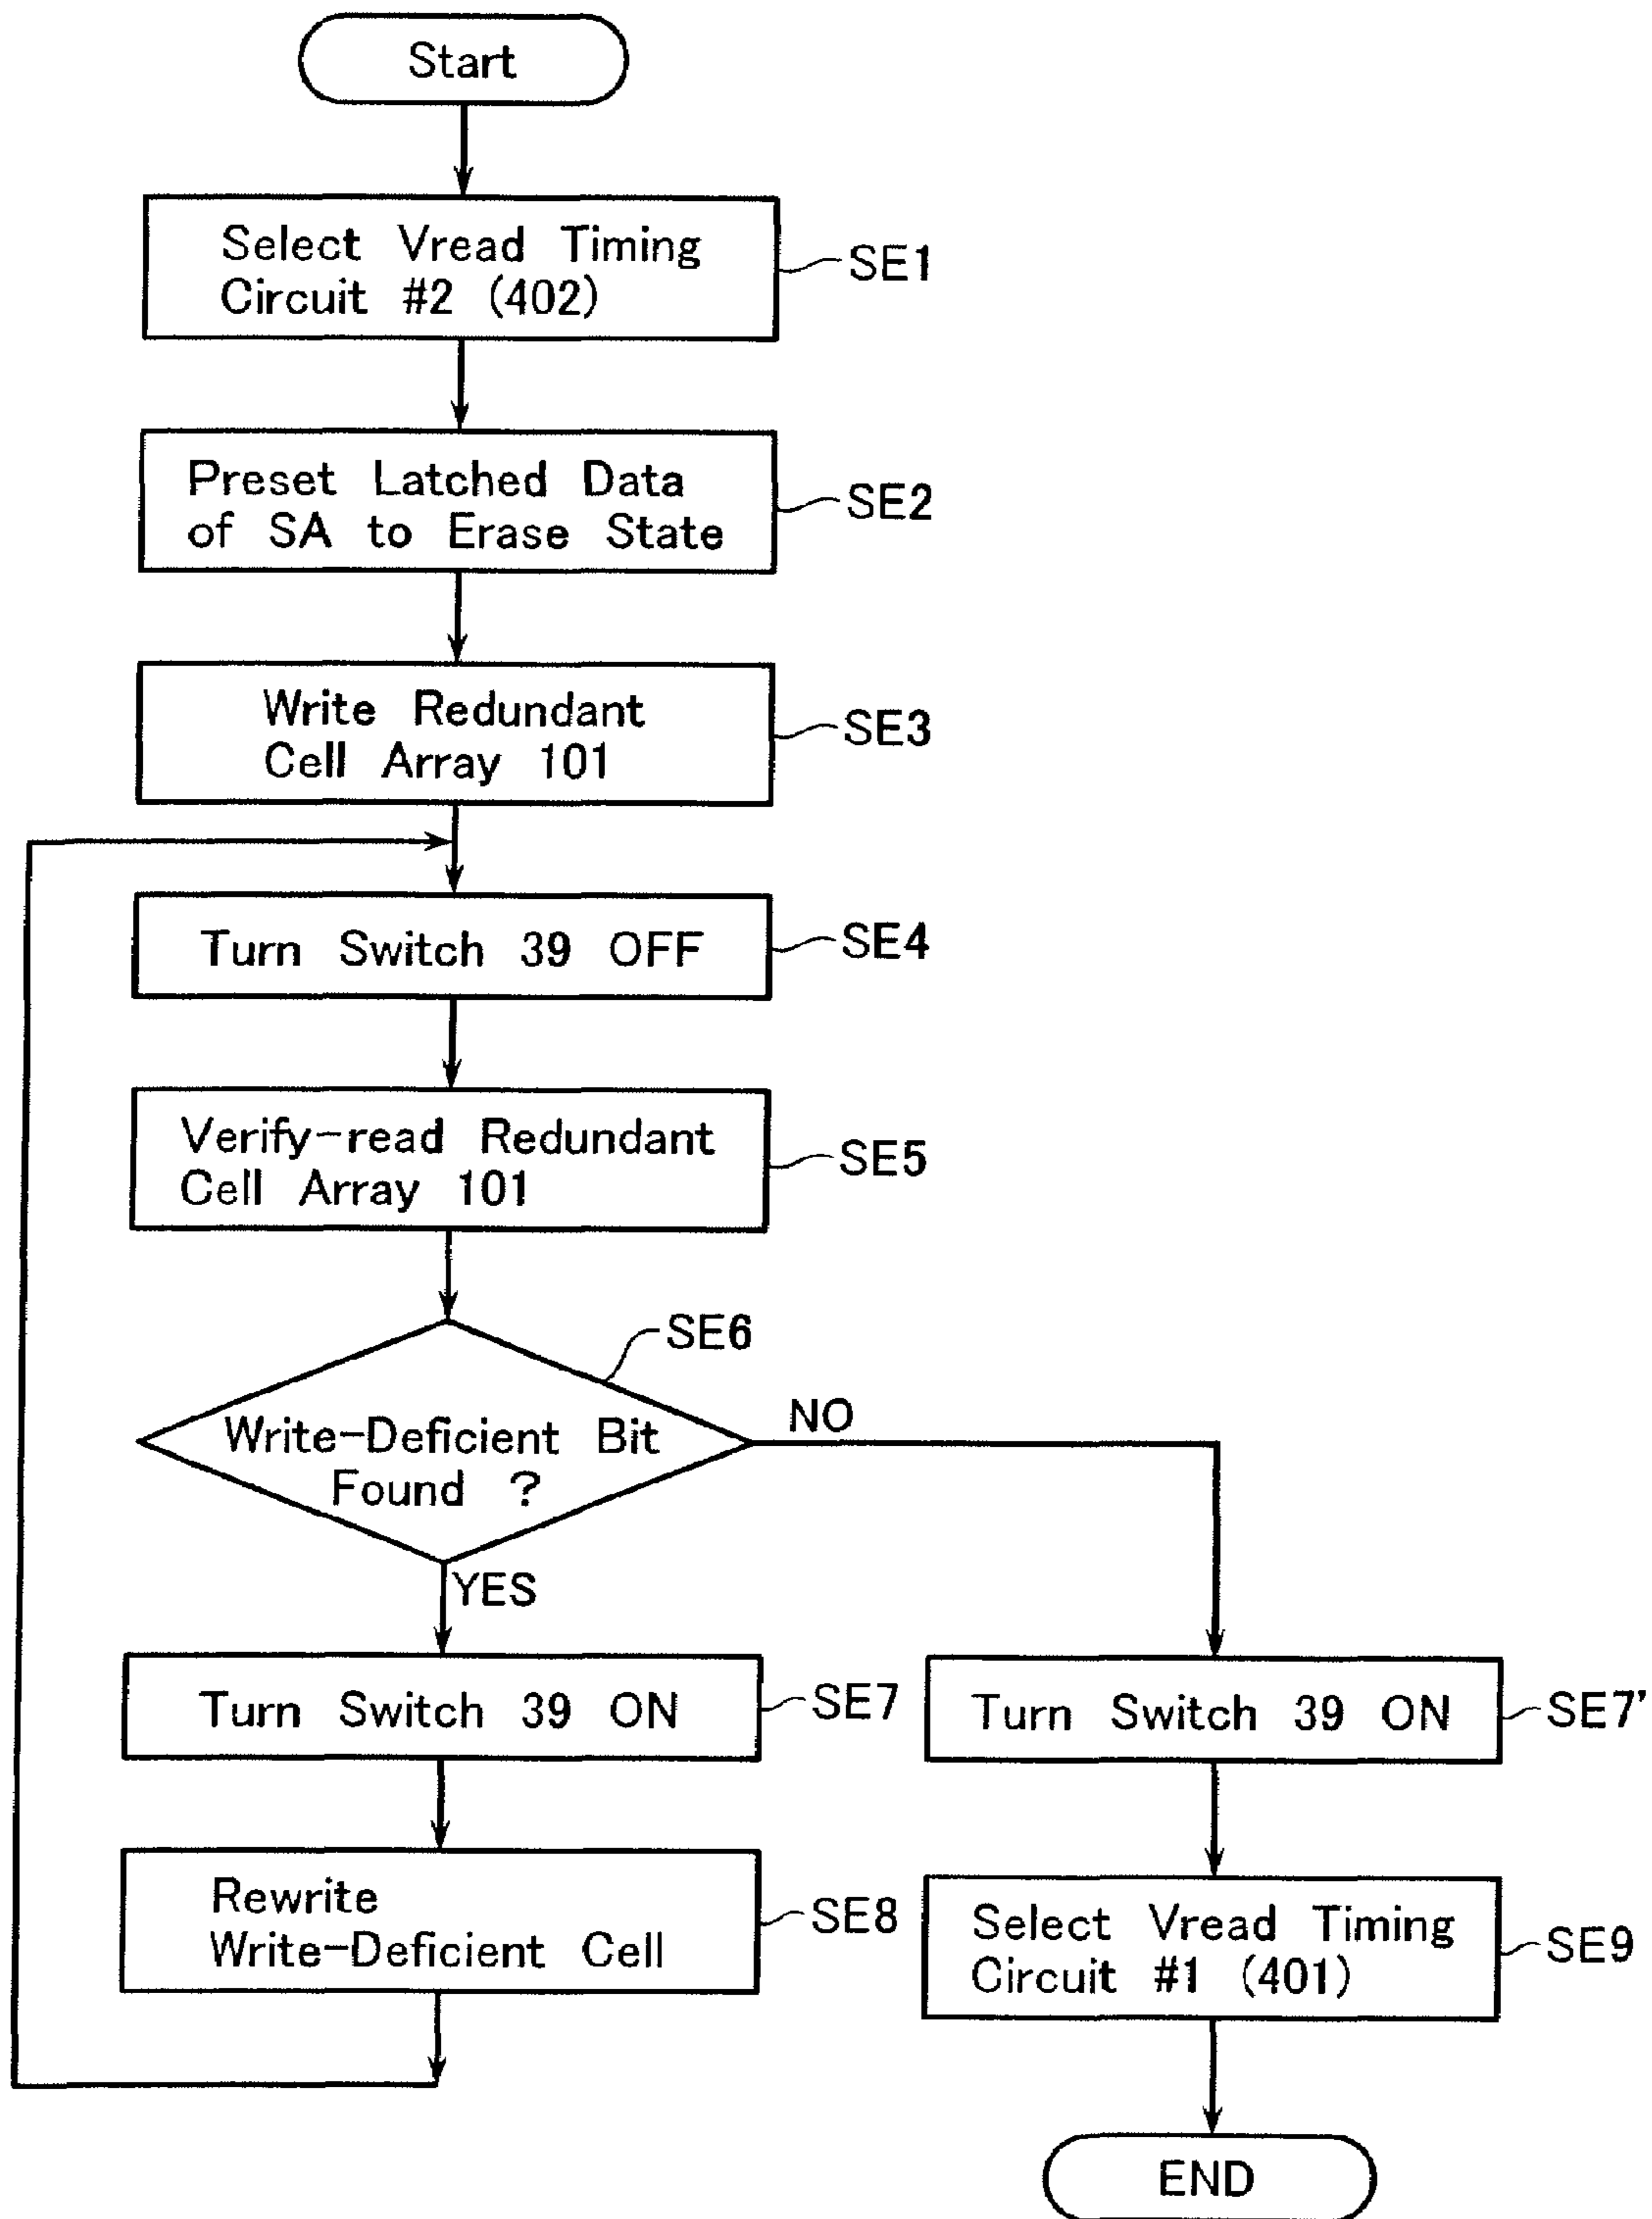 Start
Select Vread Timing
Circuit #2 (402)
SE1
Preset Latched Data
of SA to Erase State
SE2
Write Redundant
Cell Array 101
SE3
Turn Switch 39 OFF
SE4
Verify-read Redundant
Cell Array 101
SE5
SE6
Write-Deficient Bit
Found ?
NO
YES
Turn Switch 39 ON
SE7
Turn Switch 39 ON
SE7'
Rewrite
Write-Deficient Cell
SE8
Select Vread Timing
Circuit #1 (401)
SE9
END